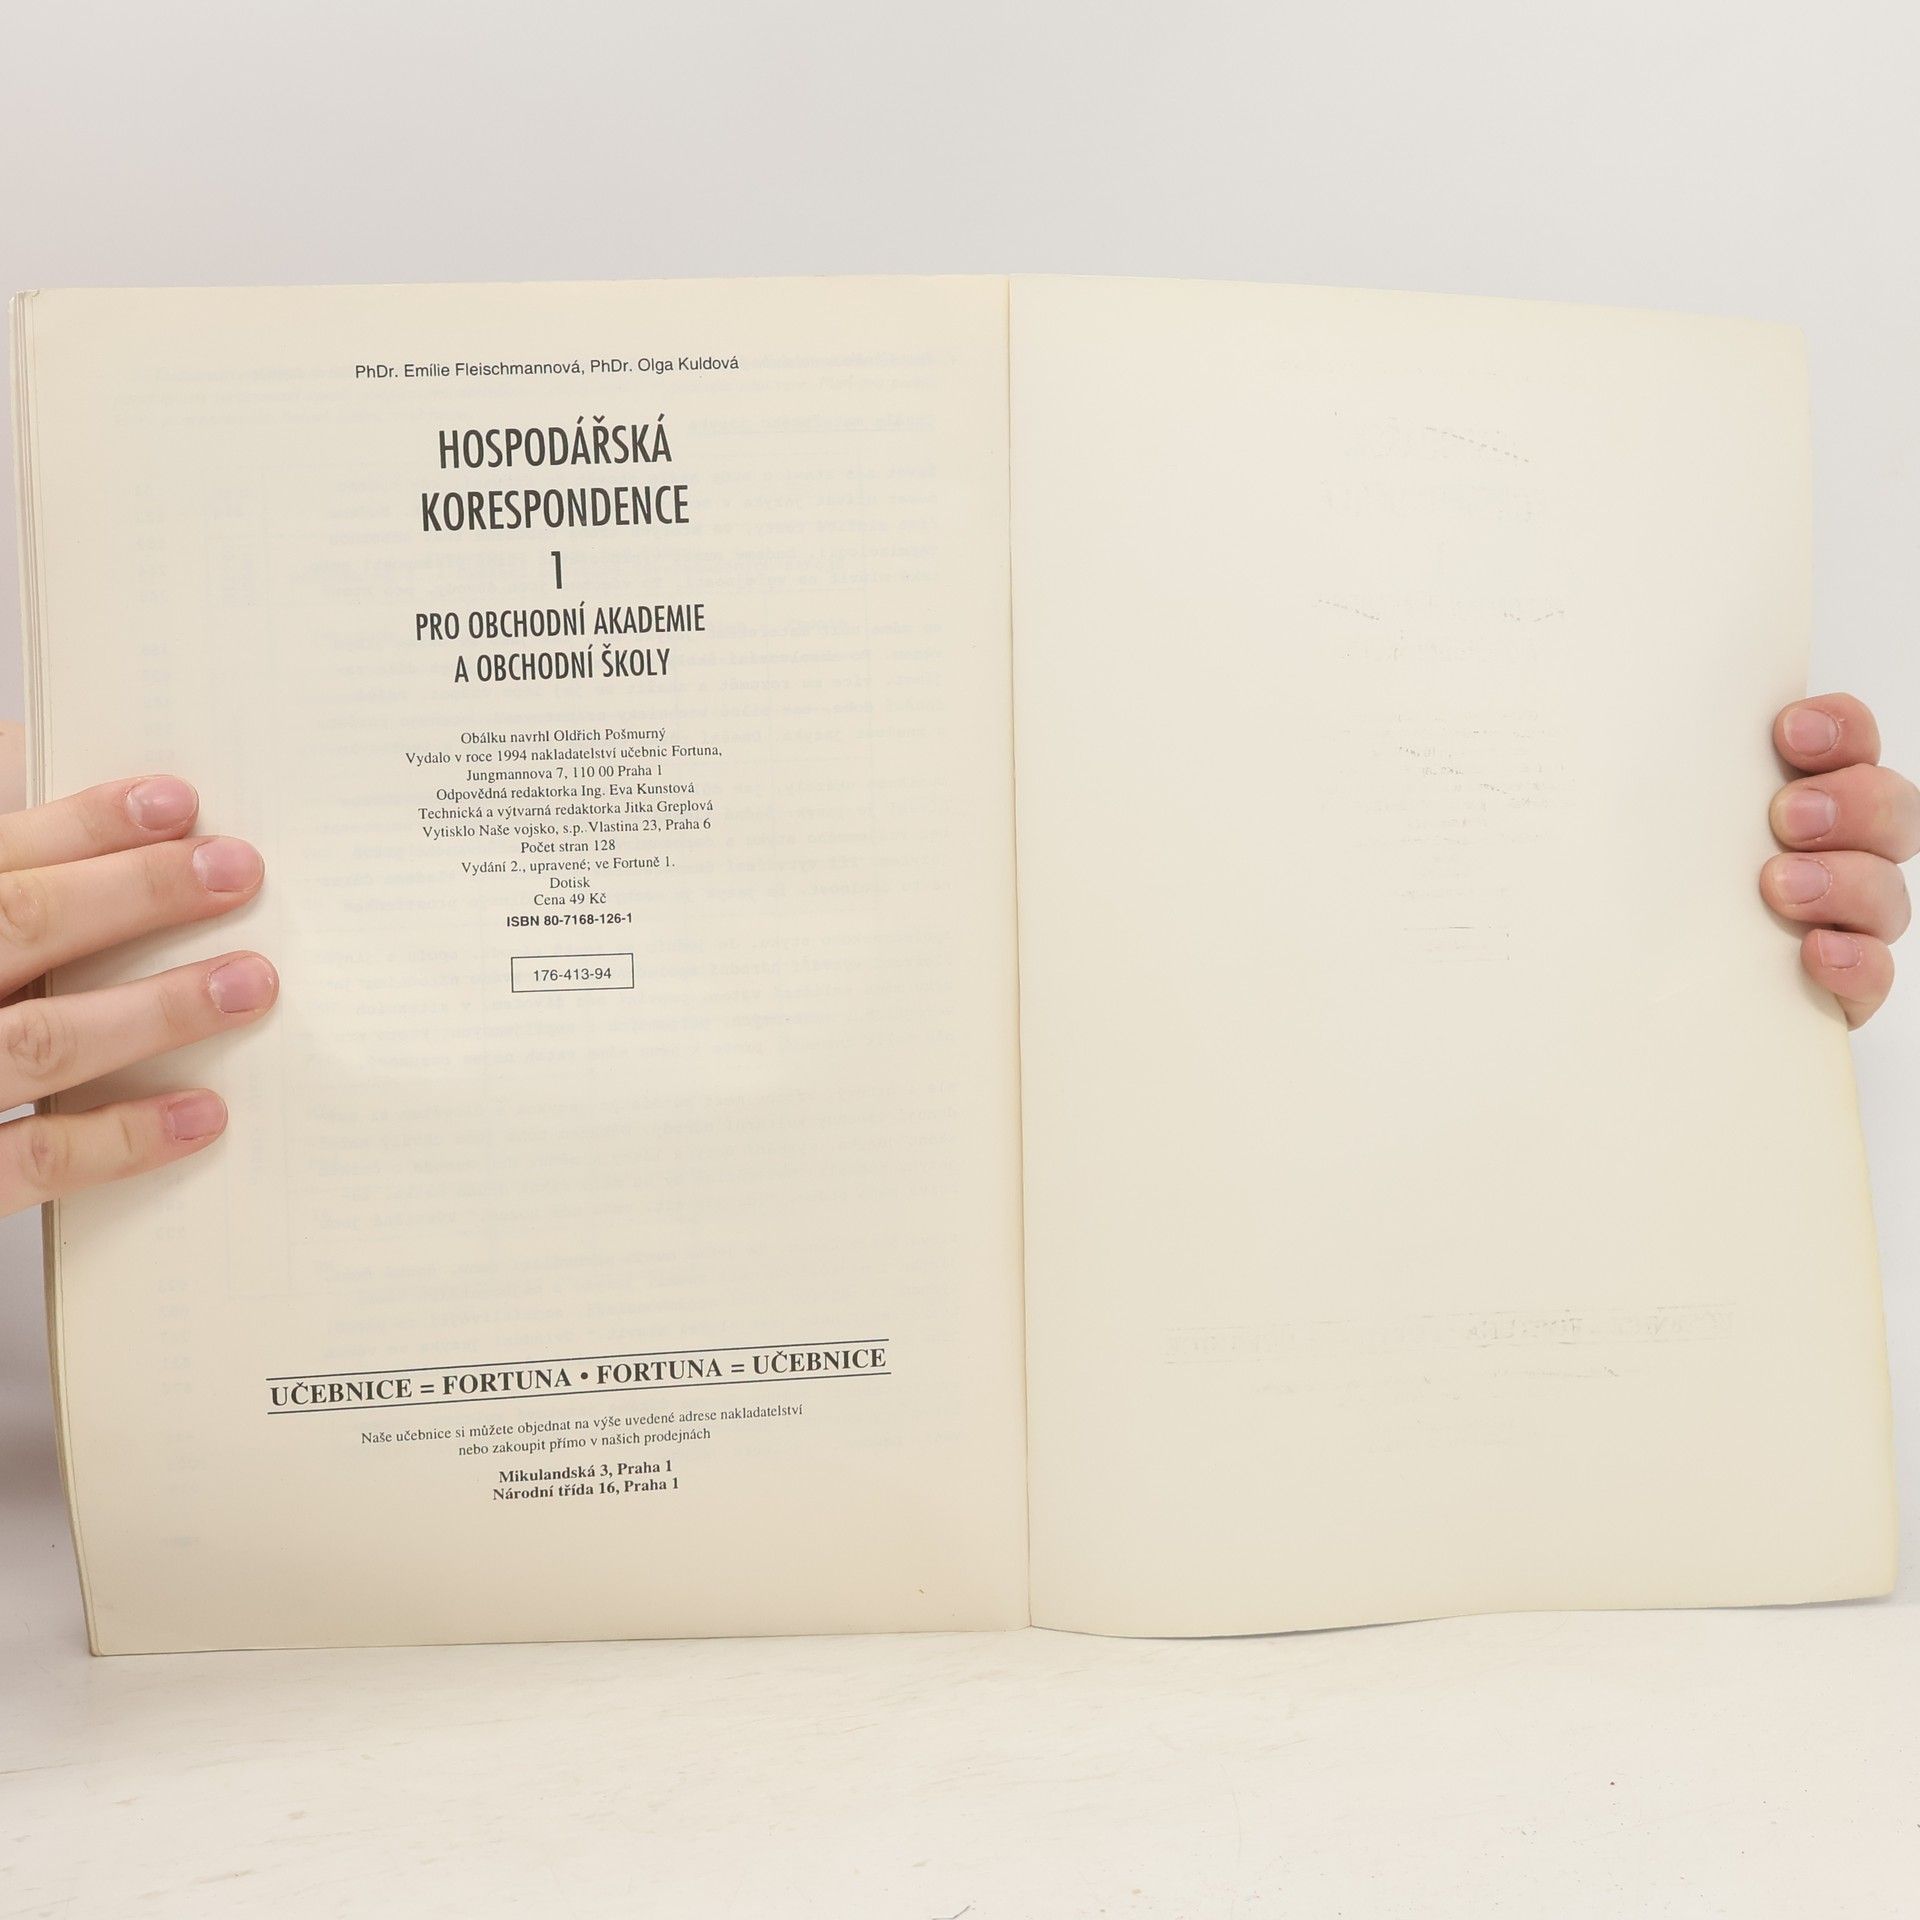 PhDr. Emílie Fleischmannová, PhDr. Olga Kuldová
HOSPODÁŘSKÁ
KORESPONDENCE
1
PRO OBCHODNÍ AKADEMIE
A OBCHODNÍ ŠKOLY
Obálku navrhl Oldřich Pošmurný
Vydalo v roce 1994 nakladatelství učebnic Fortuna,
Jungmannova 7, 110 00 Praha 1
Odpovědná redaktorka Ing. Eva Kunstová
Technická a výtvarná redaktorka Jitka Greplová
Vytisklo Naše vojsko, s.p. Vlastina 23, Praha 6
Počet stran 128
Vydání 2., upravené; ve Fortuně 1.
Dotisk
Cena 49 Kč
ISBN 80-7168-126-1
176-413-94
UČEBNICE = FORTUNA • FORTUNA = UČEBNICE
Naše učebnice si můžete objednat na výše uvedené adrese nakladatelství
nebo zakoupit přímo v našich prodejnách
Mikulandská 3, Praha 1
Národní třída 16, Praha 1